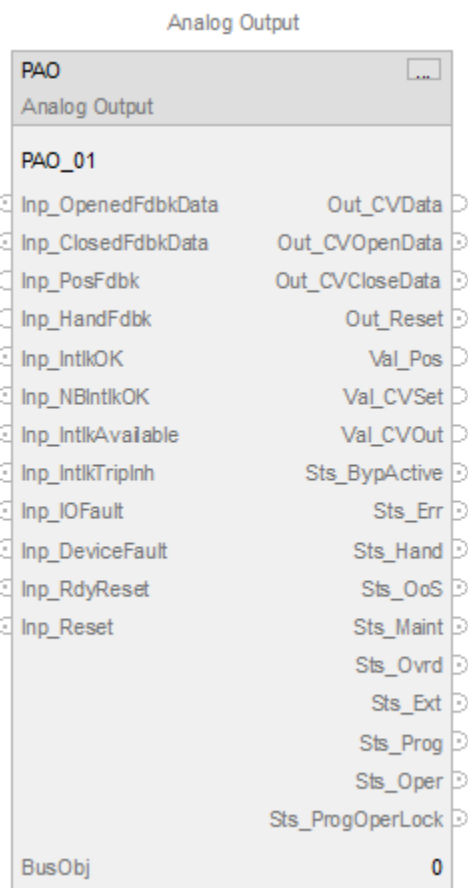 Analog Output
PAO ...
Analog Output
PAO_01
Inp_OpenedFdbkData Out_CVData
Inp_ClosedFdbkData Out_CVOpenData
Inp_PosFdbk Out_CVCloseData
Inp_HandFdbk Out_Reset
Inp_IntlkOK Val_Pos
Inp_NBIntlkOK Val_CVSet
Inp_IntlkAvailable Val_CVOut
Inp_IntlkTripInh Sts_BypActive
Inp_IOFault Sts_Err
Inp_DeviceFault Sts_Hand
Inp_RdyReset Sts_OoS
Inp_Reset Sts_Maint
Sts_Ovrd
Sts_Ext
Sts_Prog
Sts_Oper
Sts_ProgOperLock
BusObj 0